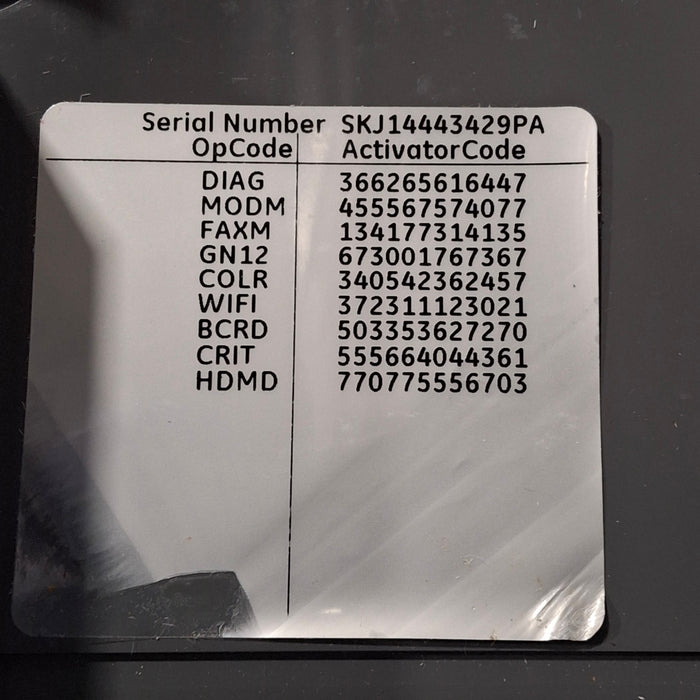 Serial Number SKJ14443429PA
OpCode ActivatorCode
DIAG 366265616447
MODM 455567574077
FAXM 134177314135
GN12 673001767367
COLR 340542362457
WIFI 372311123021
BCRD 503353627270
CRIT 555664044361
HDMD 770775556703